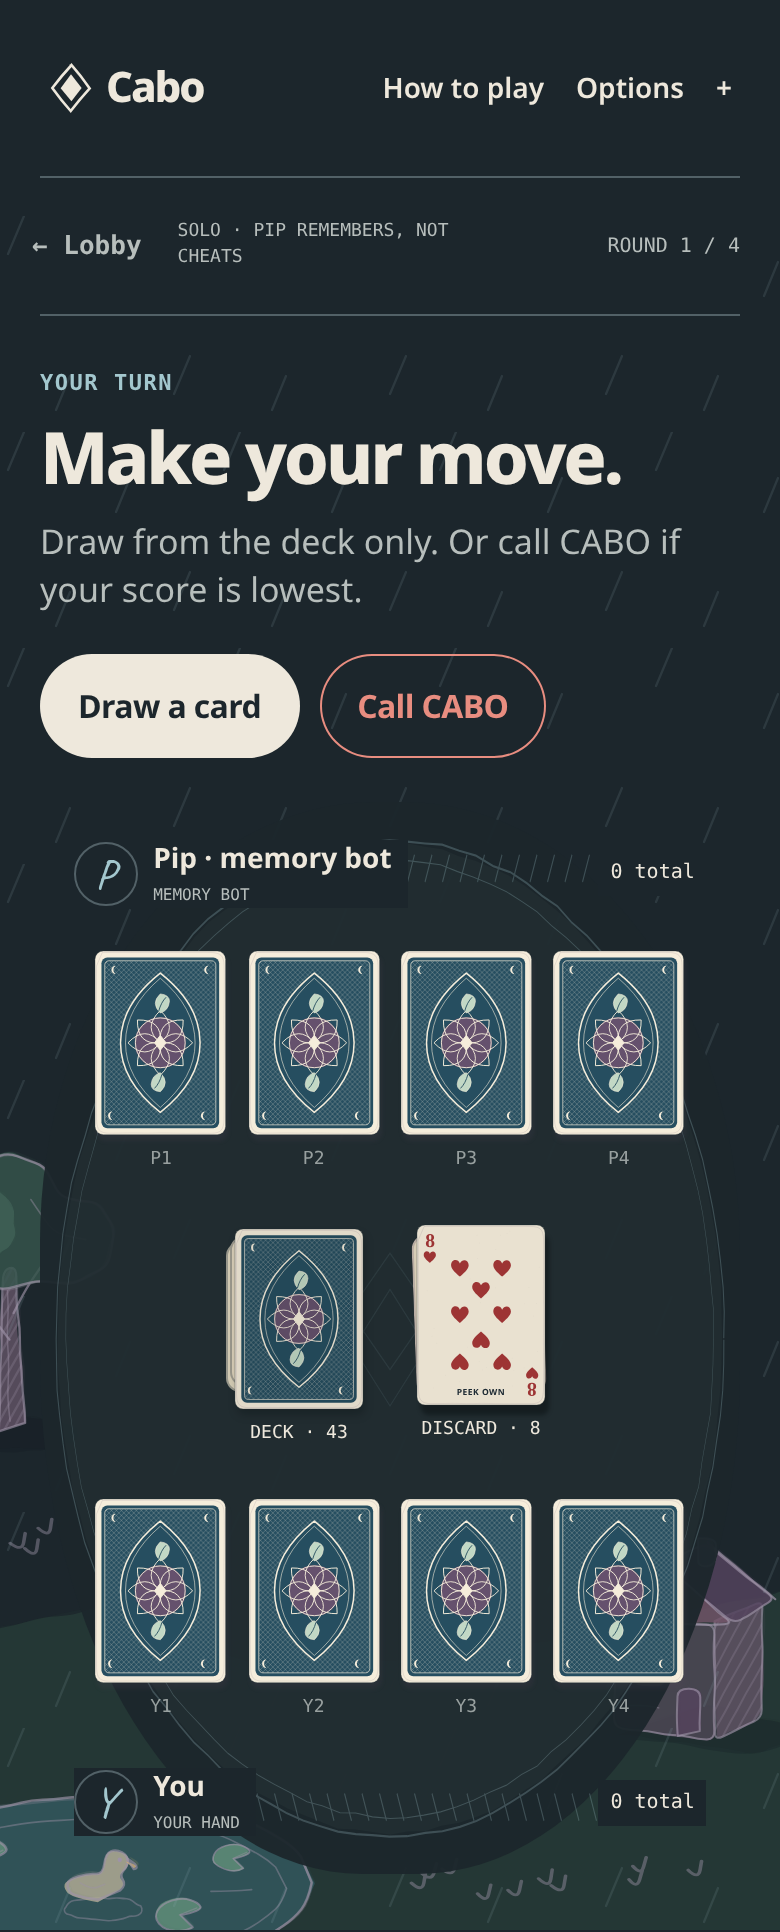 Cabo
How to play Options +
← Lobby
SOLO · PIP REMEMBERS, NOT
CHEATS
ROUND 1 / 4
YOUR TURN
Make your move.
Draw from the deck only. Or call CABO if
your score is lowest.
Draw a card
Call CABO
P
Pip · memory bot
MEMORY BOT
0 total
P1 P2 P3 P4
8
PEEK OWN
8
DECK · 43
DISCARD · 8
Y1 Y2 Y3 Y4
Y
You
YOUR HAND
0 total